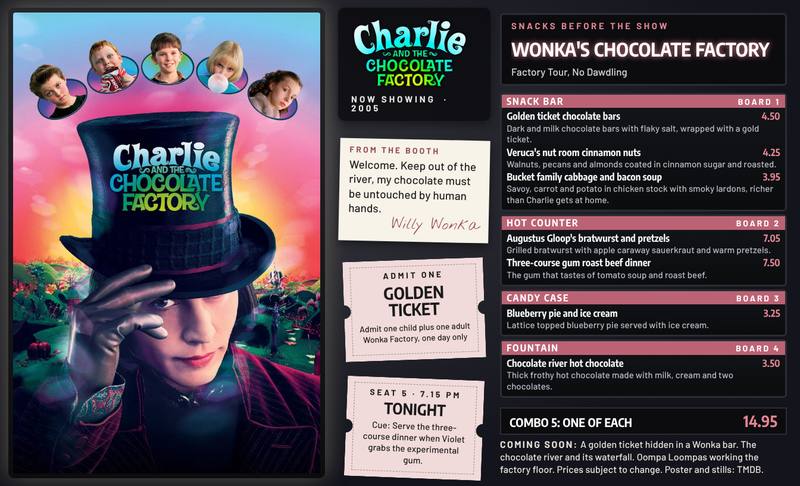 Charlie
AND THE
CHOCOLATE
FACTORY
Charlie
AND THE
CHOCOLATE
FACTORY
NOW SHOWING ·
2005
FROM THE BOOTH
Welcome. Keep out of the
river, my chocolate must
be untouched by human
hands.
Willy Wonka
ADMIT ONE
GOLDEN
TICKET
Admit one child plus one adult
Wonka Factory, one day only
SEAT 5 · 7.15 PM
TONIGHT
Cue: Serve the three-
course dinner when Violet
grabs the experimental
gum.
SNACKS BEFORE THE SHOW
WONKA'S CHOCOLATE FACTORY
Factory Tour, No Dawdling
SNACK BAR BOARD 1
Golden ticket chocolate bars 4.50
Dark and milk chocolate bars with flaky salt, wrapped with a gold
ticket.
Veruca's nut room cinnamon nuts 4.25
Walnuts, pecans and almonds coated in cinnamon sugar and roasted.
Bucket family cabbage and bacon soup 3.95
Savoy, carrot and potato in chicken stock with smoky lardons, richer
than Charlie gets at home.
HOT COUNTER BOARD 2
Augustus Gloop's bratwurst and pretzels 7.05
Grilled bratwurst with apple caraway sauerkraut and warm pretzels.
Three-course gum roast beef dinner 7.50
The gum that tastes of tomato soup and roast beef.
CANDY CASE BOARD 3
Blueberry pie and ice cream 3.25
Lattice topped blueberry pie served with ice cream.
FOUNTAIN BOARD 4
Chocolate river hot chocolate 3.50
Thick frothy hot chocolate made with milk, cream and two
chocolates.
COMBO 5: ONE OF EACH 14.95
COMING SOON: A golden ticket hidden in a Wonka bar. The
chocolate river and its waterfall. Oompa Loompas working the
factory floor. Prices subject to change. Poster and stills: TMDB.